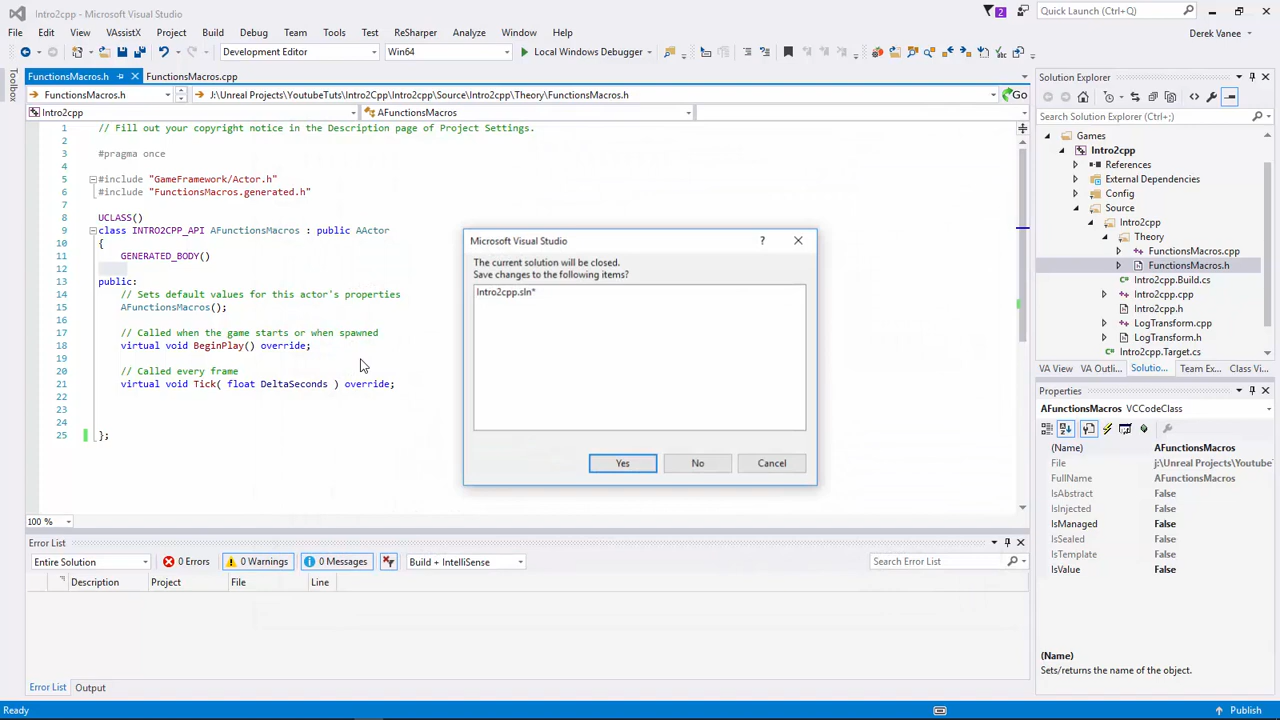 Intro2cpp - Microsoft Visual Studio
2
Quick Launch (Ctrl+Q)
File Edit View VAssistX Project Build Debug Team Tools Test ReSharper Analyze Window Help
Derek Vanee
Development Editor Win64 Local Windows Debugger
Toolbox
FunctionsMacros.h FunctionsMacros.cpp
FunctionsMacros.h J:\Unreal Projects\YoutubeTuts\Intro2Cpp\Intro2cpp\Source\Intro2cpp\Theory\FunctionsMacros.h Go
Intro2cpp AFunctionsMacros
1 // Fill out your copyright notice in the Description page of Project Settings.
2
3 #pragma once
4
5 #include "GameFramework/Actor.h"
6 #include "FunctionsMacros.generated.h"
7
8 UCLASS()
9 class INTRO2CPP_API AFunctionsMacros : public AActor
10 {
11 GENERATED_BODY()
12
13 public:
14 // Sets default values for this actor's properties
15 AFunctionsMacros();
16
17 // Called when the game starts or when spawned
18 virtual void BeginPlay() override;
19
20 // Called every frame
21 virtual void Tick( float DeltaSeconds ) override;
22
23
24
25 };
100 %
Microsoft Visual Studio
?
The current solution will be closed.
Save changes to the following items?
Intro2cpp.sln*
Yes No Cancel
Error List
Entire Solution 0 Errors 0 Warnings 0 Messages Build + IntelliSense Search Error List
Description Project File Line
Error List Output
Solution Explorer
Search Solution Explorer (Ctrl+;)
Games
Intro2cpp
References
External Dependencies
Config
Source
Intro2cpp
Theory
FunctionsMacros.cpp
FunctionsMacros.h
Intro2cpp.Build.cs
Intro2cpp.cpp
Intro2cpp.h
LogTransform.cpp
LogTransform.h
Intro2cpp.Target.cs
VA View VA Outli... Solutio... Team Ex... Class Vi...
Properties
AFunctionsMacros VCCodeClass
(Name) AFunctionsMacros
File j:\Unreal Projects\Youtube
FullName AFunctionsMacros
IsAbstract False
IsInjected False
IsManaged False
IsSealed False
IsTemplate False
IsValue False
(Name)
Sets/returns the name of the object.
Ready
Publish